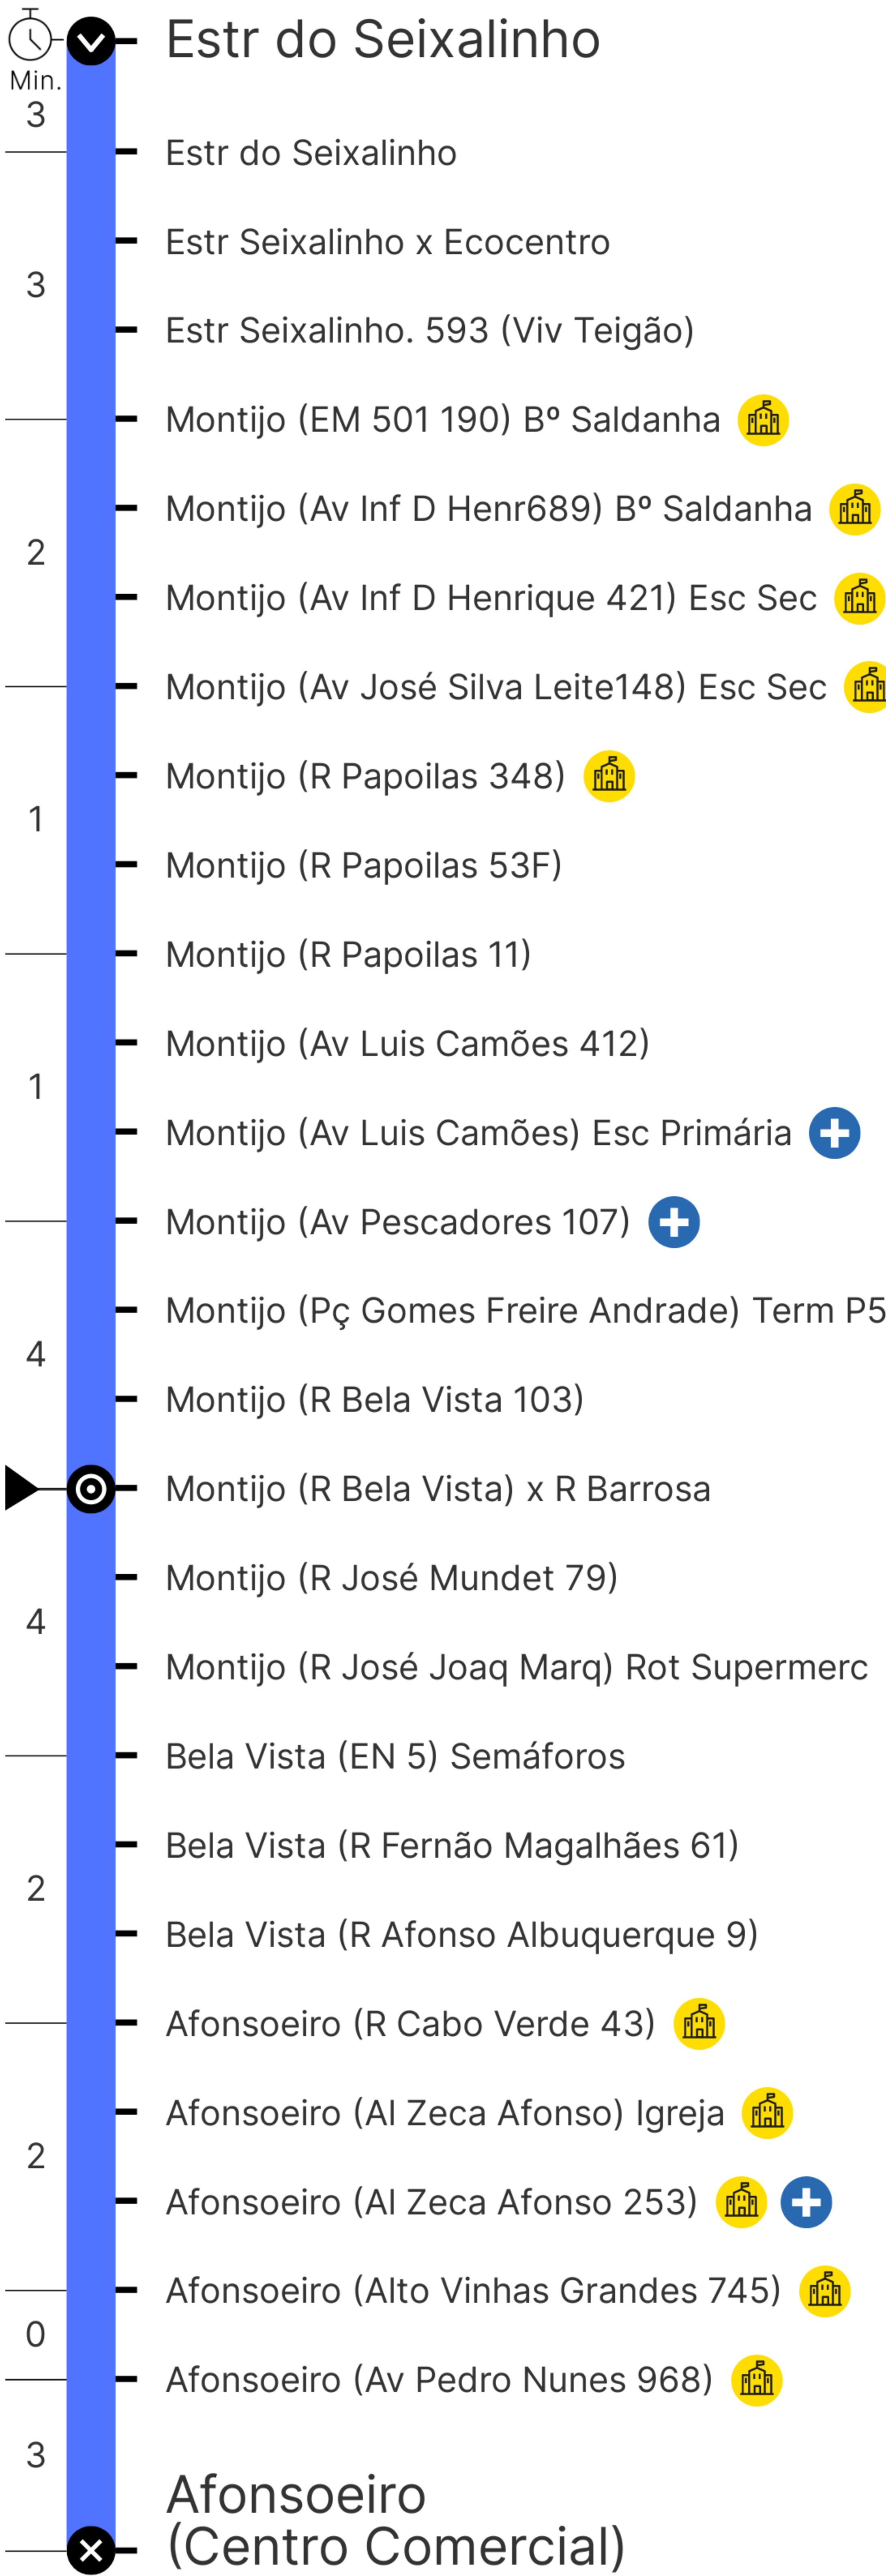 Estr do Seixalinho
Min.
3
Estr do Seixalinho
Estr Seixalinho x Ecocentro
3
Estr Seixalinho. 593 (Viv Teigão)
Montijo (EM 501 190) Bº Saldanha
Montijo (Av Inf D Henr689) Bº Saldanha
2
Montijo (Av Inf D Henrique 421) Esc Sec
Montijo (Av José Silva Leite148) Esc Sec
Montijo (R Papoilas 348)
1
Montijo (R Papoilas 53F)
Montijo (R Papoilas 11)
Montijo (Av Luis Camões 412)
1
Montijo (Av Luis Camões) Esc Primária
Montijo (Av Pescadores 107)
Montijo (Pç Gomes Freire Andrade) Term P5
4
Montijo (R Bela Vista 103)
Montijo (R Bela Vista) x R Barrosa
Montijo (R José Mundet 79)
4
Montijo (R José Joaq Marq) Rot Supermerc
Bela Vista (EN 5) Semáforos
Bela Vista (R Fernão Magalhães 61)
2
Bela Vista (R Afonso Albuquerque 9)
Afonsoeiro (R Cabo Verde 43)
Afonsoeiro (Al Zeca Afonso) Igreja
2
Afonsoeiro (Al Zeca Afonso 253)
Afonsoeiro (Alto Vinhas Grandes 745)
0
Afonsoeiro (Av Pedro Nunes 968)
3
Afonsoeiro
(Centro Comercial)